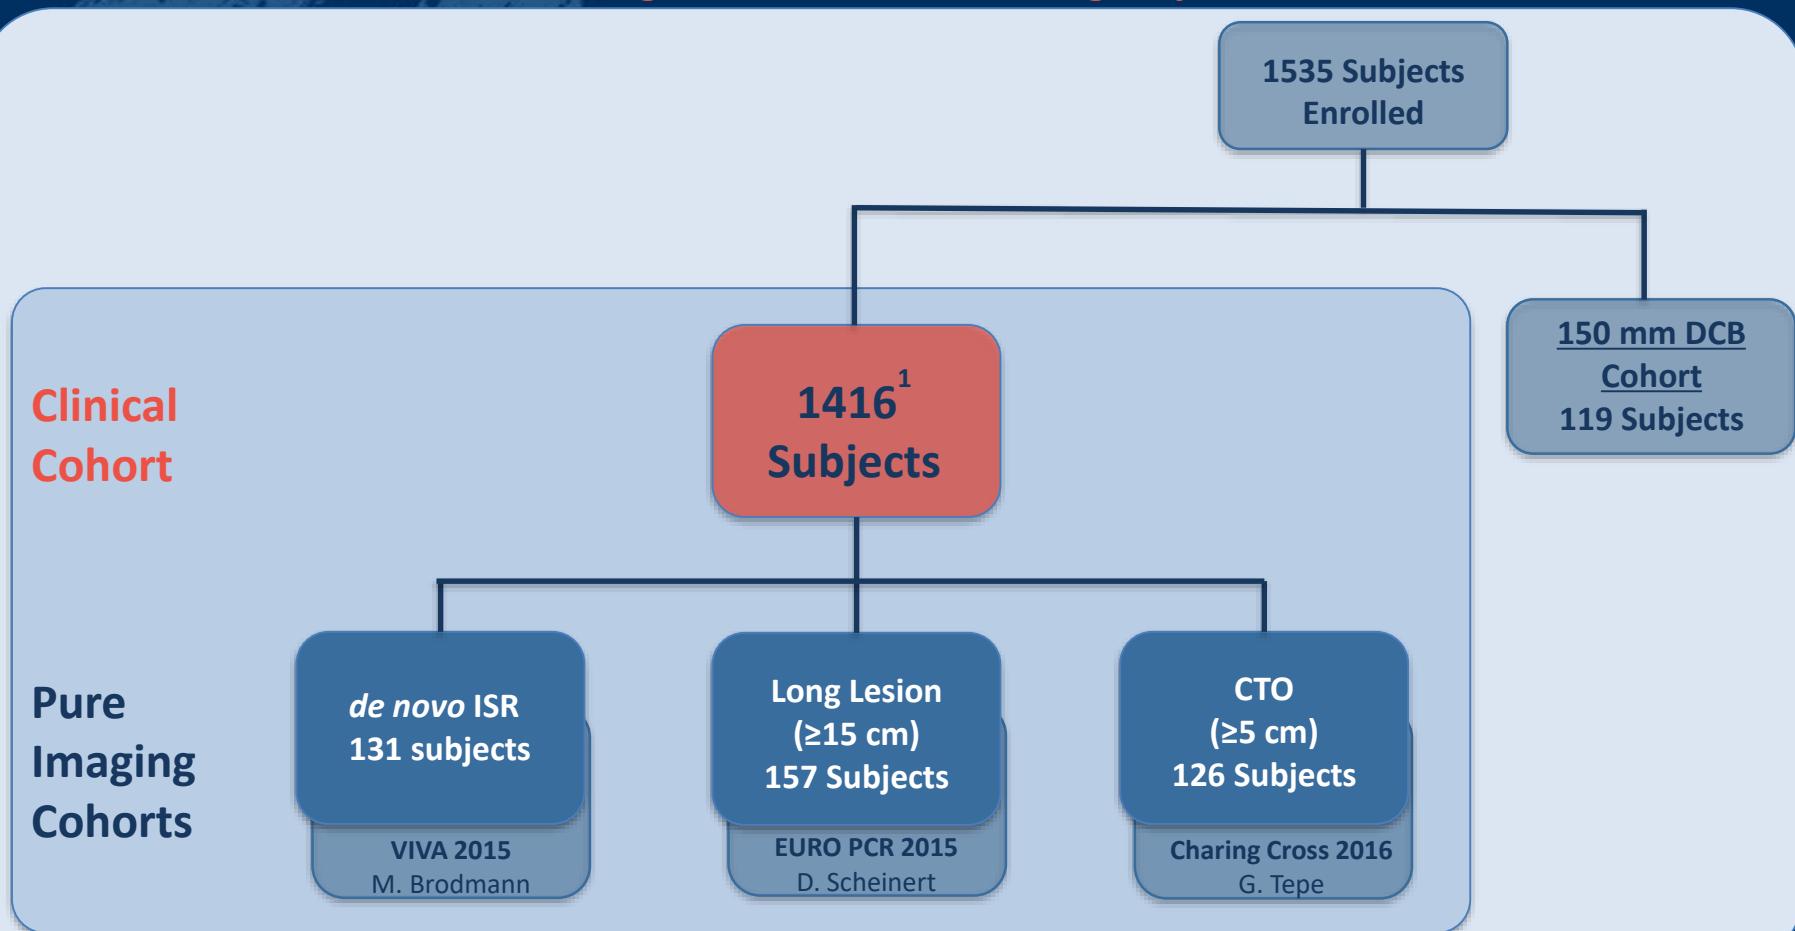 1535 Subjects
Enrolled
150 mm DCB
Cohort
119 Subjects
Clinical
Cohort
1416¹
Subjects
Pure
Imaging
Cohorts
de novo ISR
131 subjects
VIVA 2015
M. Brodmann
Long Lesion
(≥15 cm)
157 Subjects
EURO PCR 2015
D. Scheinert
CTO
(≥5 cm)
126 Subjects
Charing Cross 2016
G. Tepe